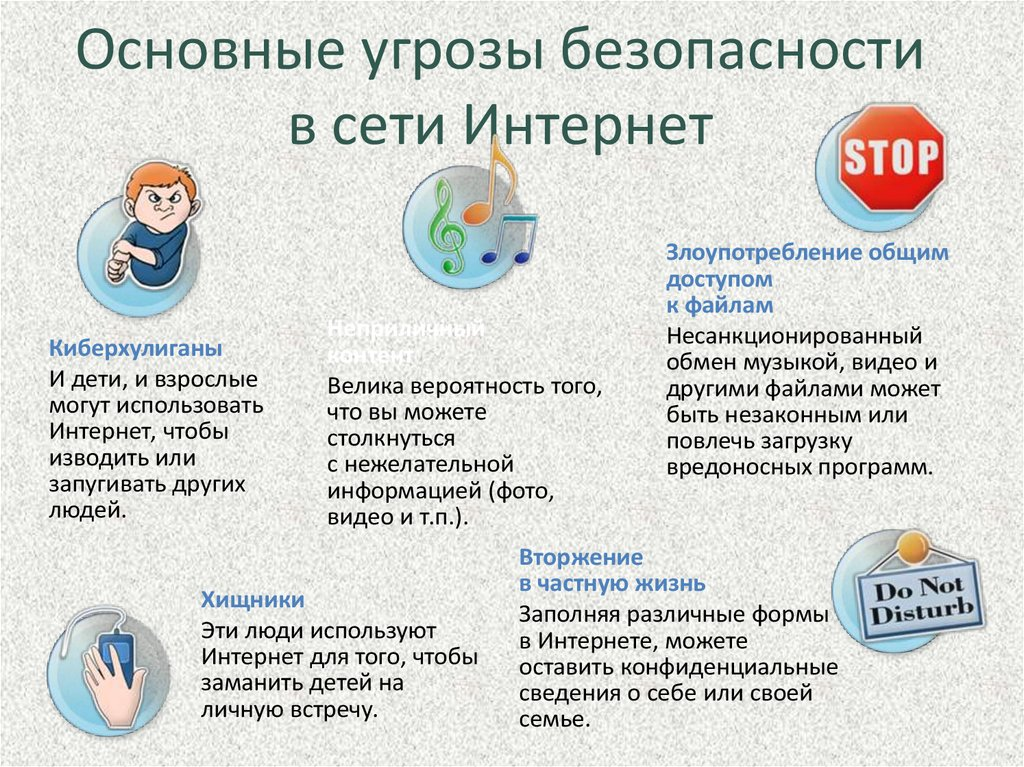 Основные угрозы безопасности
в сети Интернет
STOP
Киберхулиганы
И дети, и взрослые
могут использовать
Интернет, чтобы
изводить или
запугивать других
людей.
Неприличный
контент
Велика вероятность того,
что вы можете
столкнуться
с нежелательной
информацией (фото,
видео и т.п.).
Злоупотребление общим
доступом
к файлам
Несанкционированный
обмен музыкой, видео и
другими файлами может
быть незаконным или
повлечь загрузку
вредоносных программ.
Хищники
Эти люди используют
Интернет для того, чтобы
заманить детей на
личную встречу.
Вторжение
в частную жизнь
Заполняя различные формы
в Интернете, можете
оставить конфиденциальные
сведения о себе или своей
семье.
Do Not
Disturb